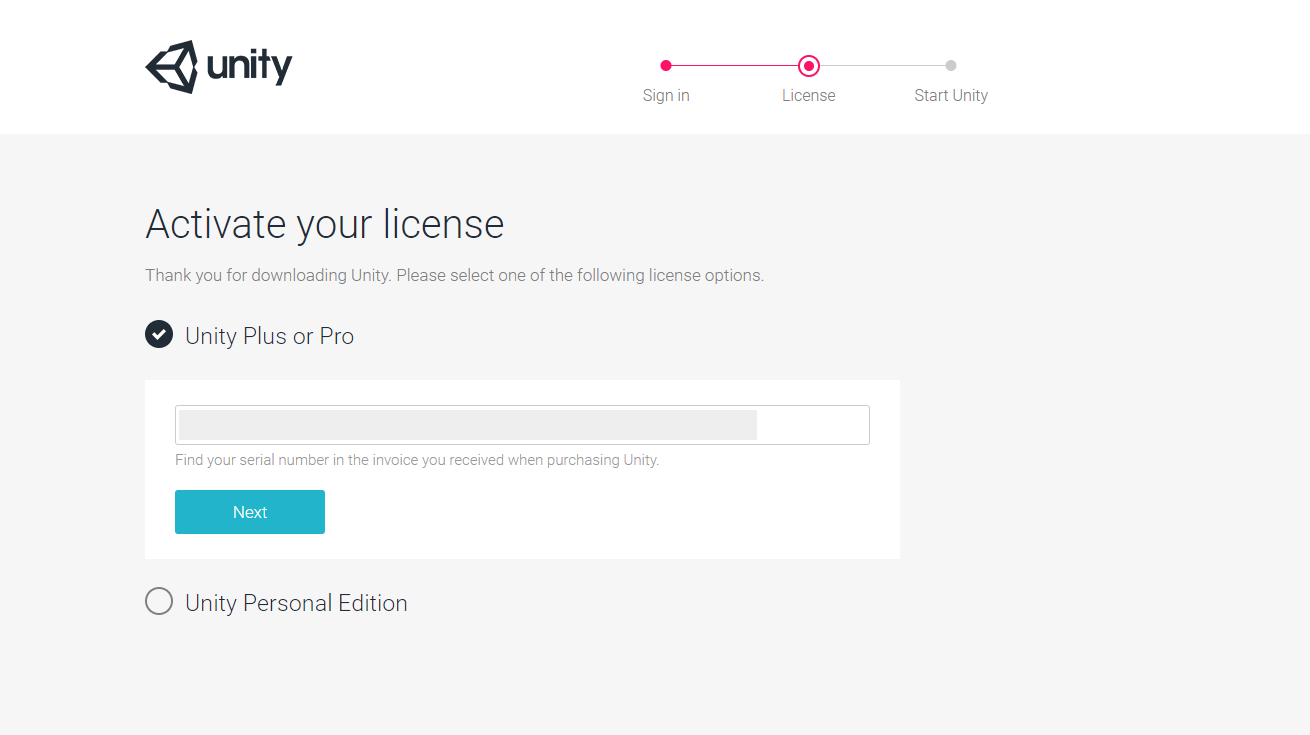 unity
Sign in
License
Start Unity
Activate your license
Thank you for downloading Unity. Please select one of the following license options.
Unity Plus or Pro
Find your serial number in the invoice you received when purchasing Unity.
Next
Unity Personal Edition